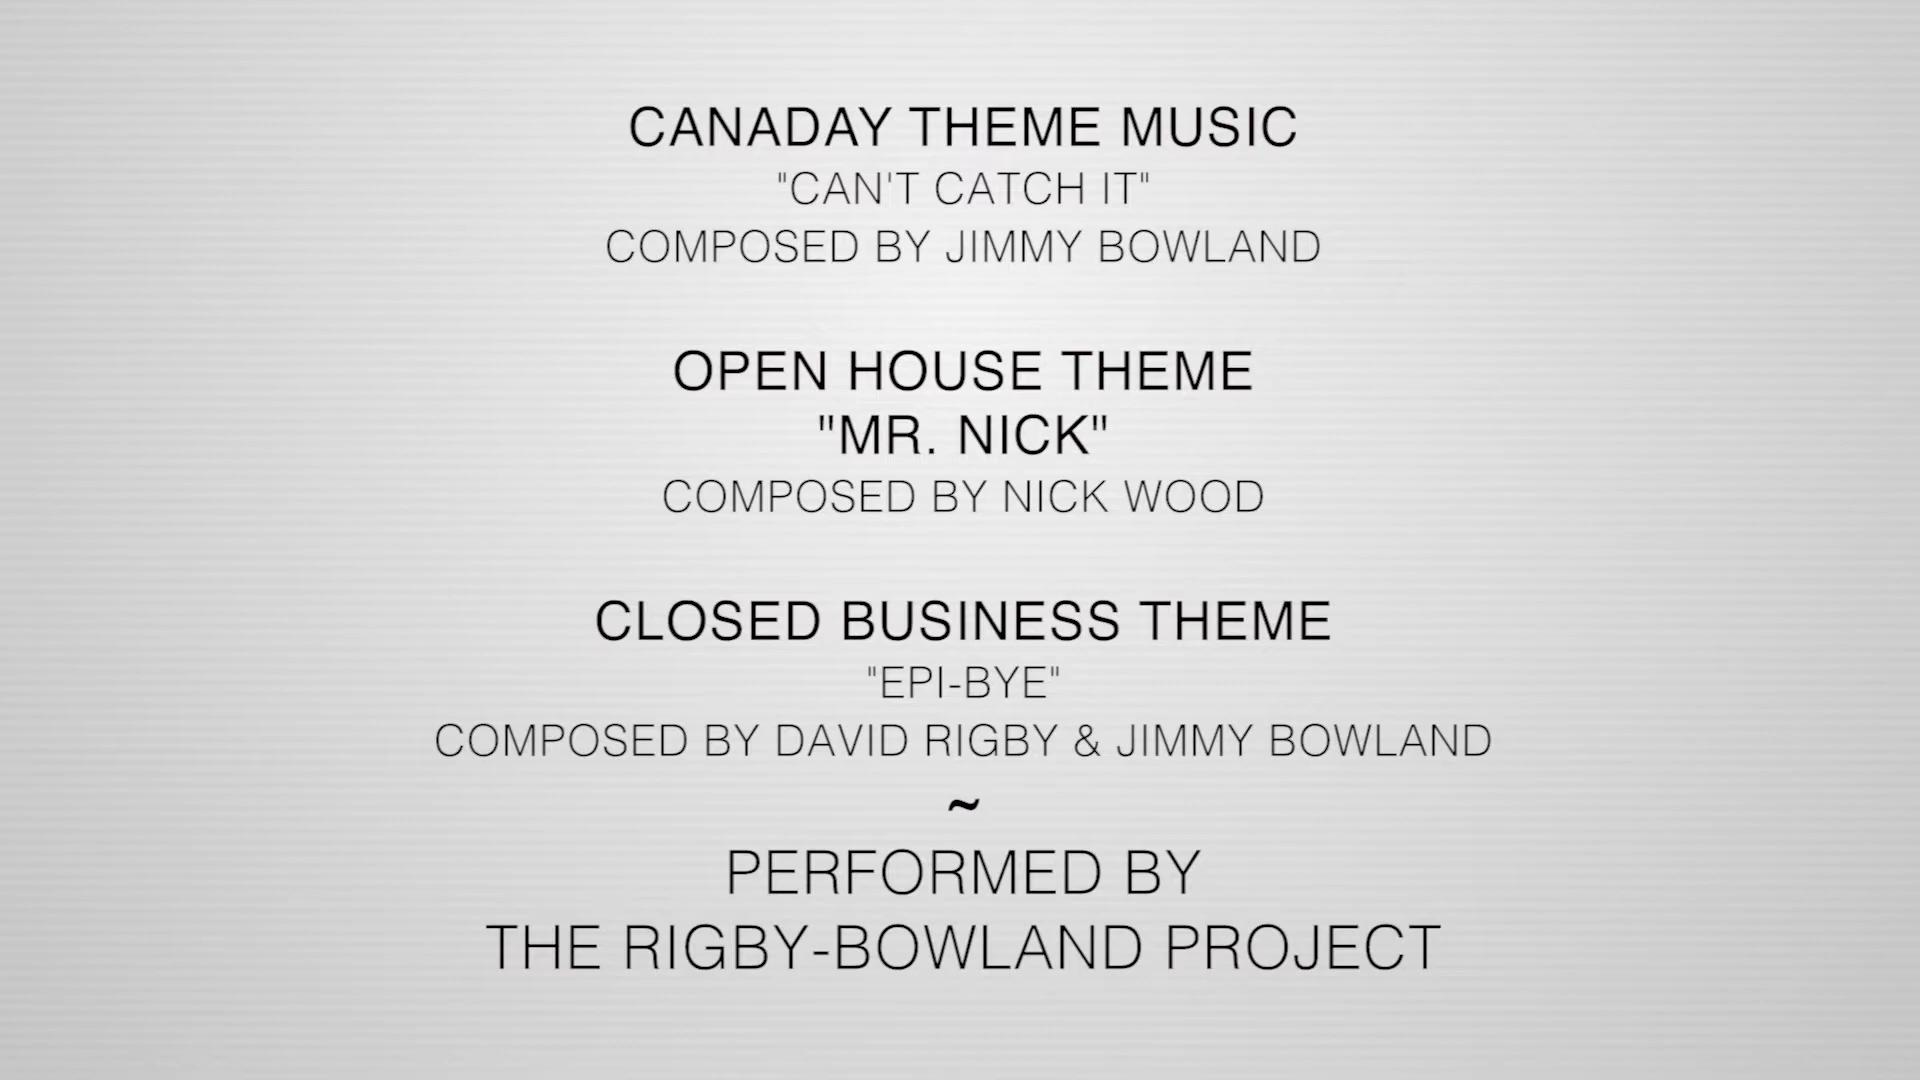 CANADAY THEME MUSIC
"CAN'T CATCH IT"
COMPOSED BY JIMMY BOWLAND
OPEN HOUSE THEME
"MR. NICK"
COMPOSED BY NICK WOOD
CLOSED BUSINESS THEME
"EPI-BYE"
COMPOSED BY DAVID RIGBY & JIMMY BOWLAND
~
PERFORMED BY
THE RIGBY-BOWLAND PROJECT